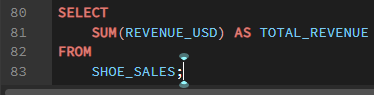 80 SELECT
81     SUM(REVENUE_USD) AS TOTAL_REVENUE
82 FROM
83     SHOE_SALES;